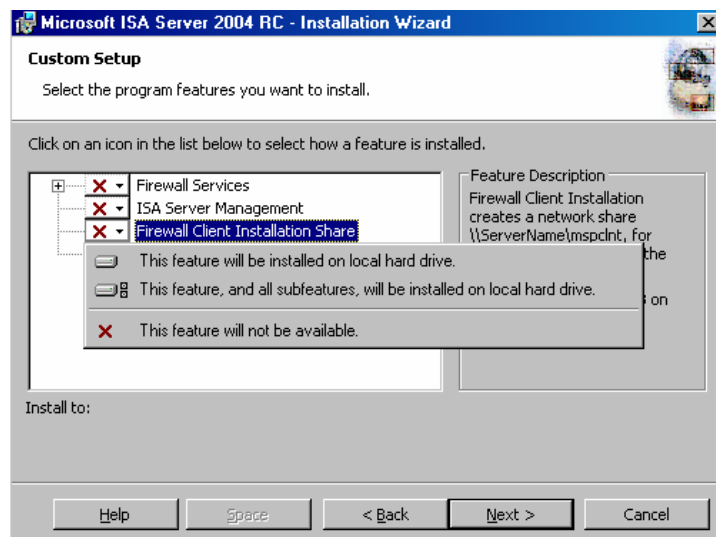 Microsoft ISA Server 2004 RC - Installation Wizard
Custom Setup
Select the program features you want to install.
Click on an icon in the list below to select how a feature is installed.
Firewall Services
ISA Server Management
Firewall Client Installation Share
This feature will be installed on local hard drive.
This feature, and all subfeatures, will be installed on local hard drive.
This feature will not be available.
Feature Description
Firewall Client Installation
creates a network share
\\ServerName\mspclnt, for
the
on
Install to:
Help
Space
< Back
Next >
Cancel